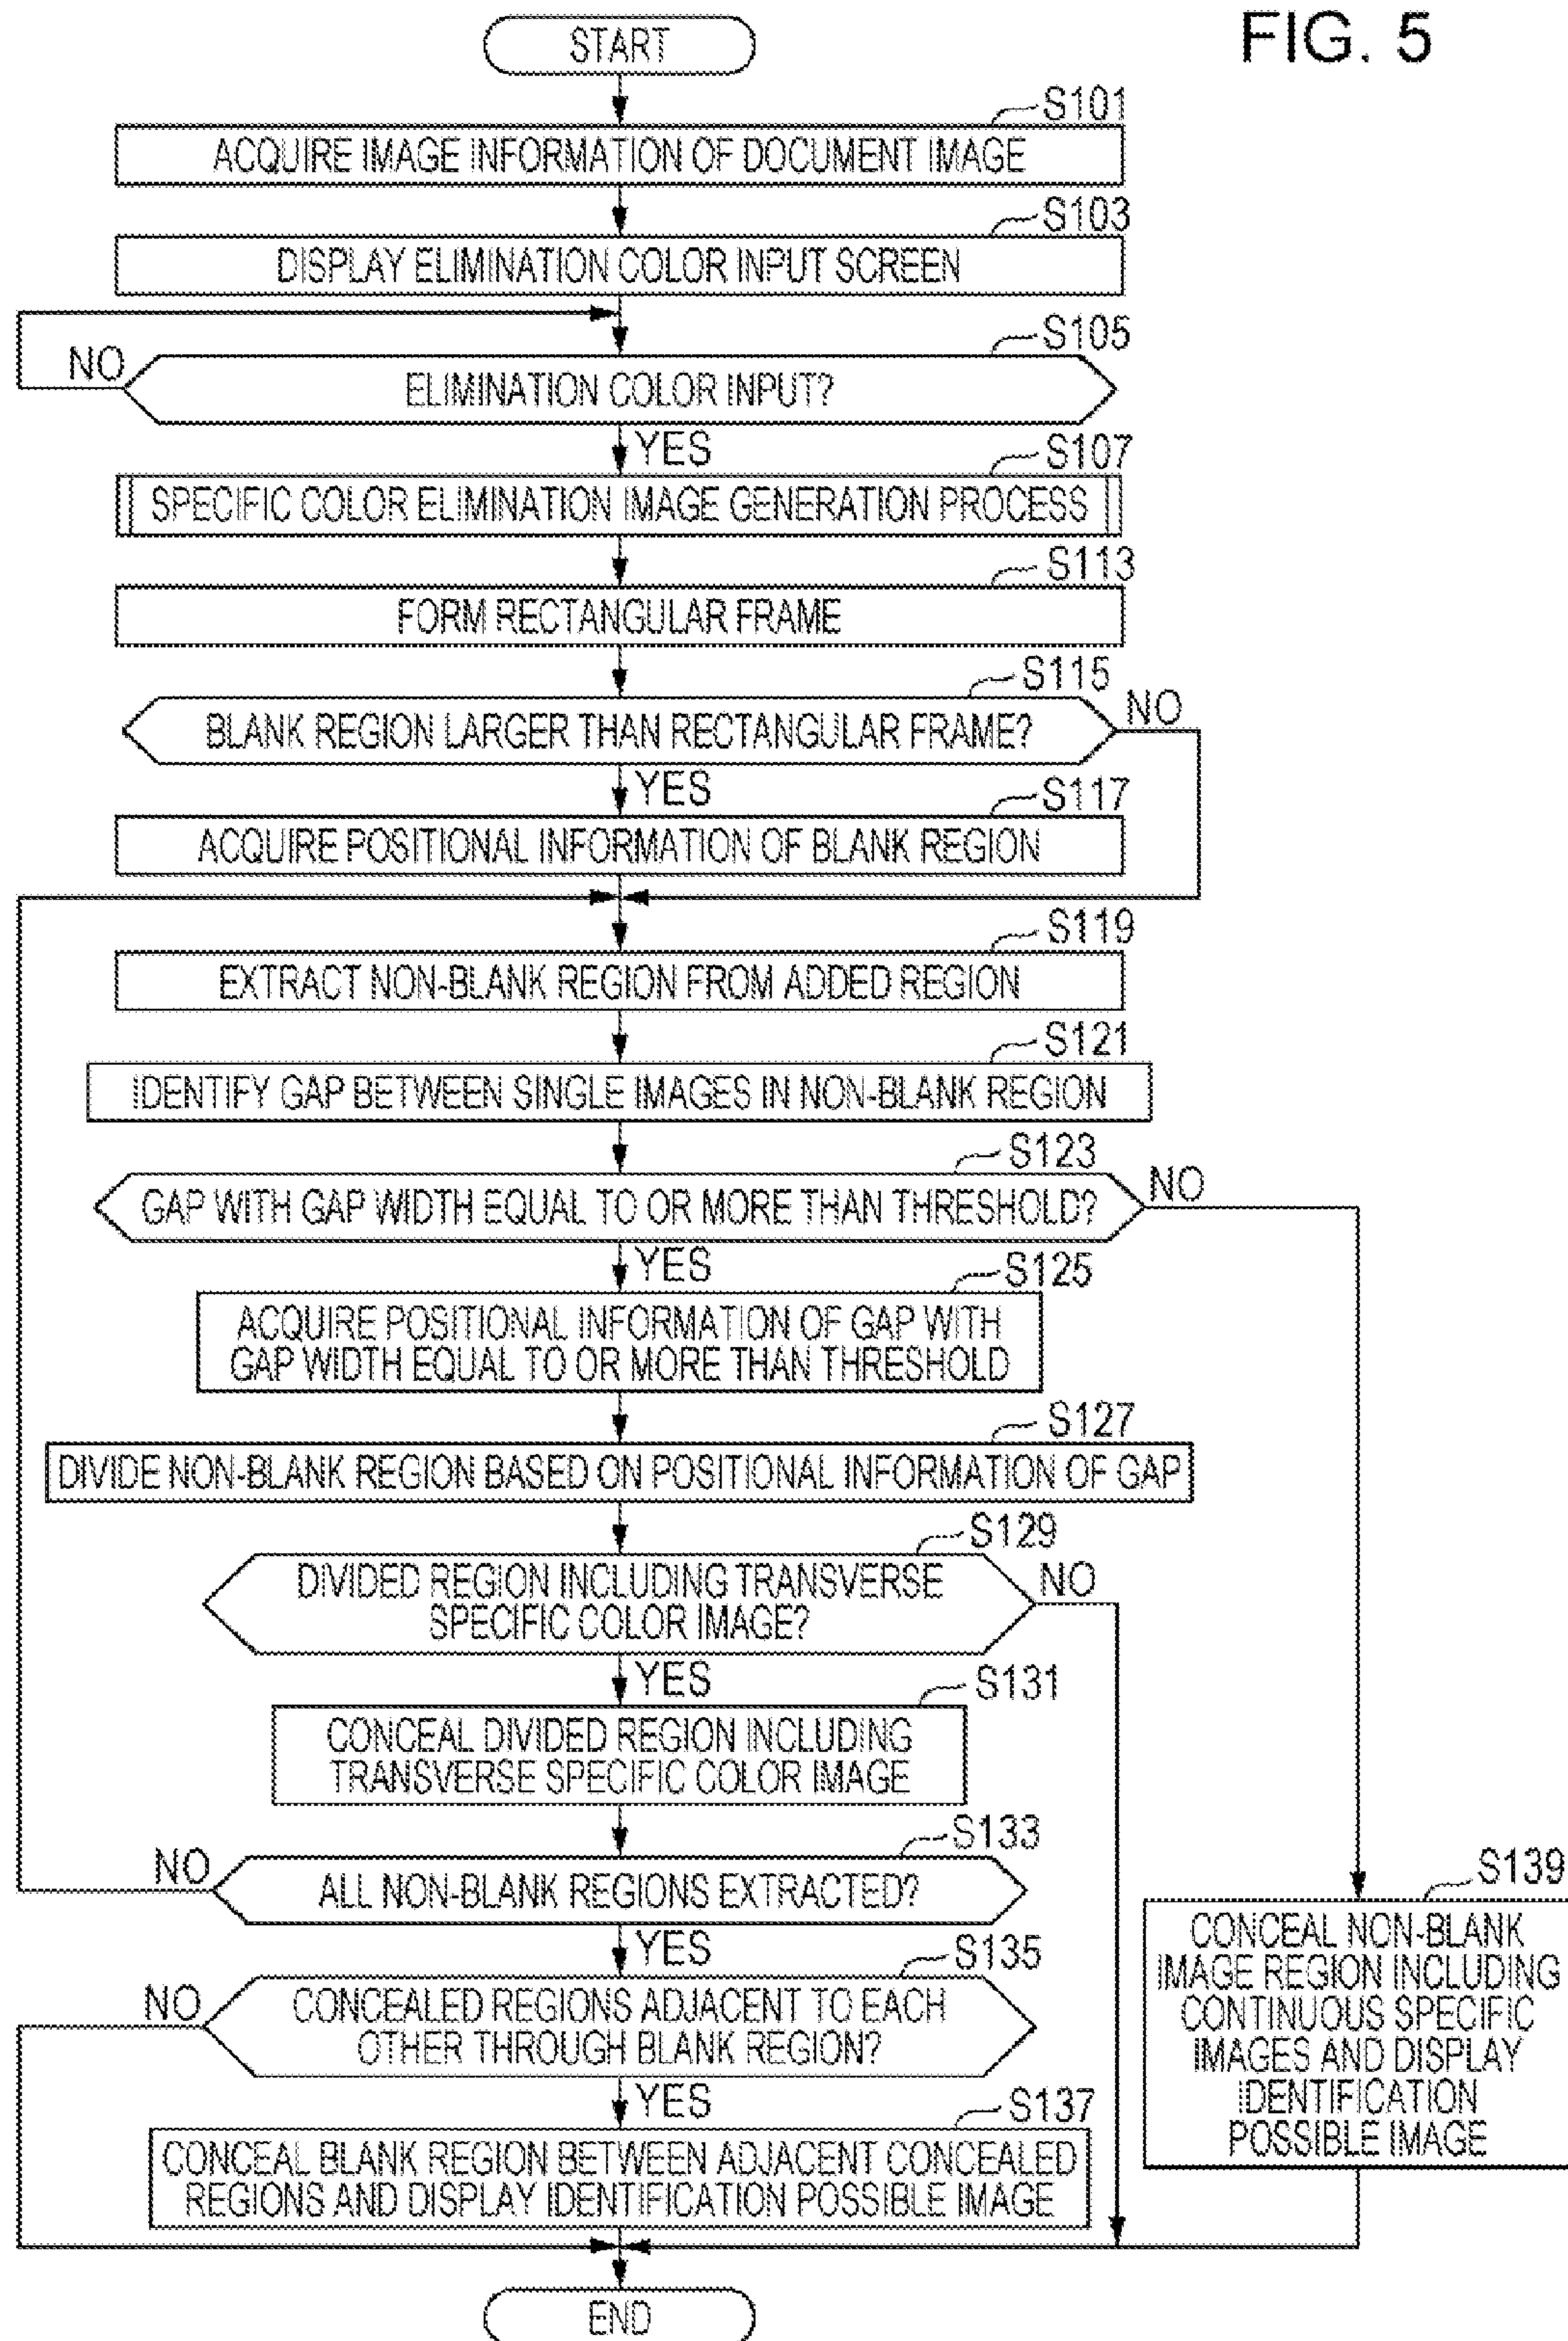 FIG. 5
START
S101
ACQUIRE IMAGE INFORMATION OF DOCUMENT IMAGE
S103
DISPLAY ELIMINATION COLOR INPUT SCREEN
S105
NO
ELIMINATION COLOR INPUT?
YES
S107
SPECIFIC COLOR ELIMINATION IMAGE GENERATION PROCESS
S113
FORM RECTANGULAR FRAME
S115
NO
BLANK REGION LARGER THAN RECTANGULAR FRAME?
YES
S117
ACQUIRE POSITIONAL INFORMATION OF BLANK REGION
S119
EXTRACT NON-BLANK REGION FROM ADDED REGION
S121
IDENTIFY GAP BETWEEN SINGLE IMAGES IN NON-BLANK REGION
S123
NO
GAP WITH GAP WIDTH EQUAL TO OR MORE THAN THRESHOLD?
YES
S125
ACQUIRE POSITIONAL INFORMATION OF GAP WITH
GAP WIDTH EQUAL TO OR MORE THAN THRESHOLD
S127
DIVIDE NON-BLANK REGION BASED ON POSITIONAL INFORMATION OF GAP
S129
DIVIDED REGION INCLUDING TRANSVERSE
SPECIFIC COLOR IMAGE?
NO
YES
S131
CONCEAL DIVIDED REGION INCLUDING
TRANSVERSE SPECIFIC COLOR IMAGE
S133
NO
ALL NON-BLANK REGIONS EXTRACTED?
YES
S135
NO
CONCEALED REGIONS ADJACENT TO EACH
OTHER THROUGH BLANK REGION?
YES
S137
CONCEAL BLANK REGION BETWEEN ADJACENT CONCEALED
REGIONS AND DISPLAY IDENTIFICATION POSSIBLE IMAGE
S139
CONCEAL NON-BLANK
IMAGE REGION INCLUDING
CONTINUOUS SPECIFIC
IMAGES AND DISPLAY
IDENTIFICATION
POSSIBLE IMAGE
END